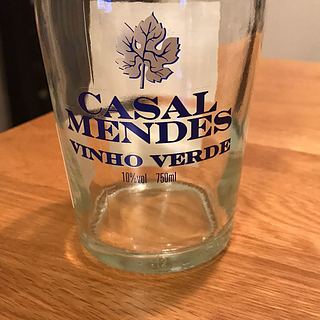 CASAL
MENDES
VINHO VERDE
10%vol 750ml